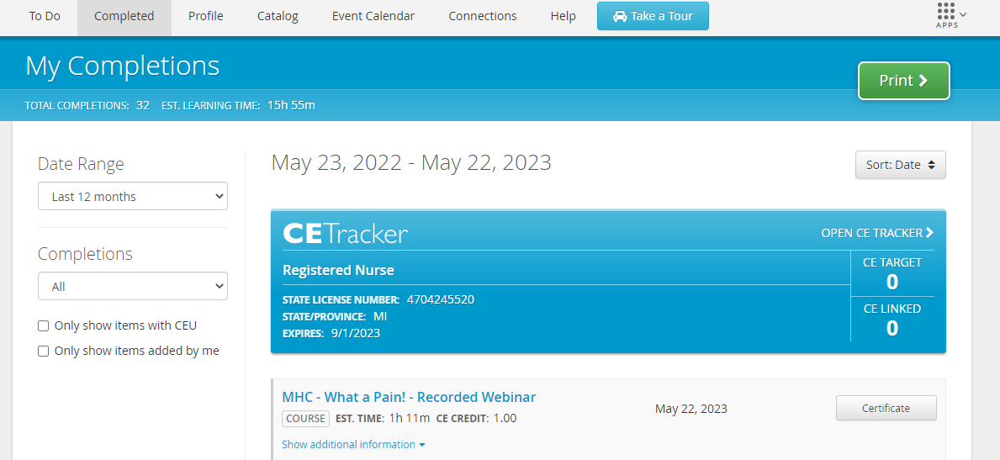 To Do Completed Profile Catalog Event Calendar Connections Help Take a Tour APPS
My Completions
Print
TOTAL COMPLETIONS: 32 EST. LEARNING TIME: 15h 55m
Date Range
Last 12 months
Completions
All
Only show items with CEU
Only show items added by me
May 23, 2022 - May 22, 2023
Sort: Date
CETracker
OPEN CE TRACKER
Registered Nurse
STATE LICENSE NUMBER: 4704245520
STATE/PROVINCE: MI
EXPIRES: 9/1/2023
CE TARGET
0
CE LINKED
0
MHC - What a Pain! - Recorded Webinar
COURSE EST. TIME: 1h 11m CE CREDIT: 1.00
Show additional information
May 22, 2023
Certificate